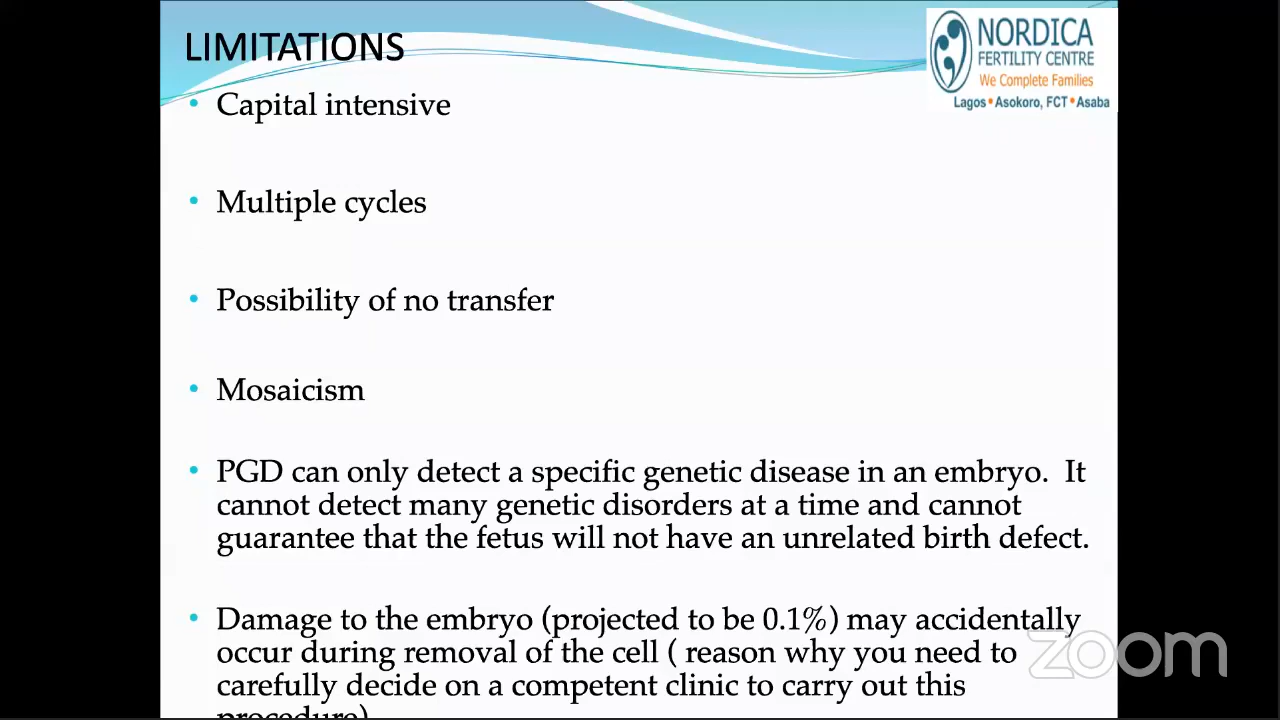 LIMITATIONS
NORDICA
FERTILITY CENTRE
We Complete Families
Lagos • Asokoro, FCT • Asaba
• Capital intensive
• Multiple cycles
• Possibility of no transfer
• Mosaicism
• PGD can only detect a specific genetic disease in an embryo. It
cannot detect many genetic disorders at a time and cannot
guarantee that the fetus will not have an unrelated birth defect.
• Damage to the embryo (projected to be 0.1%) may accidentally
occur during removal of the cell ( reason why you need to
carefully decide on a competent clinic to carry out this
procedure)
zoom